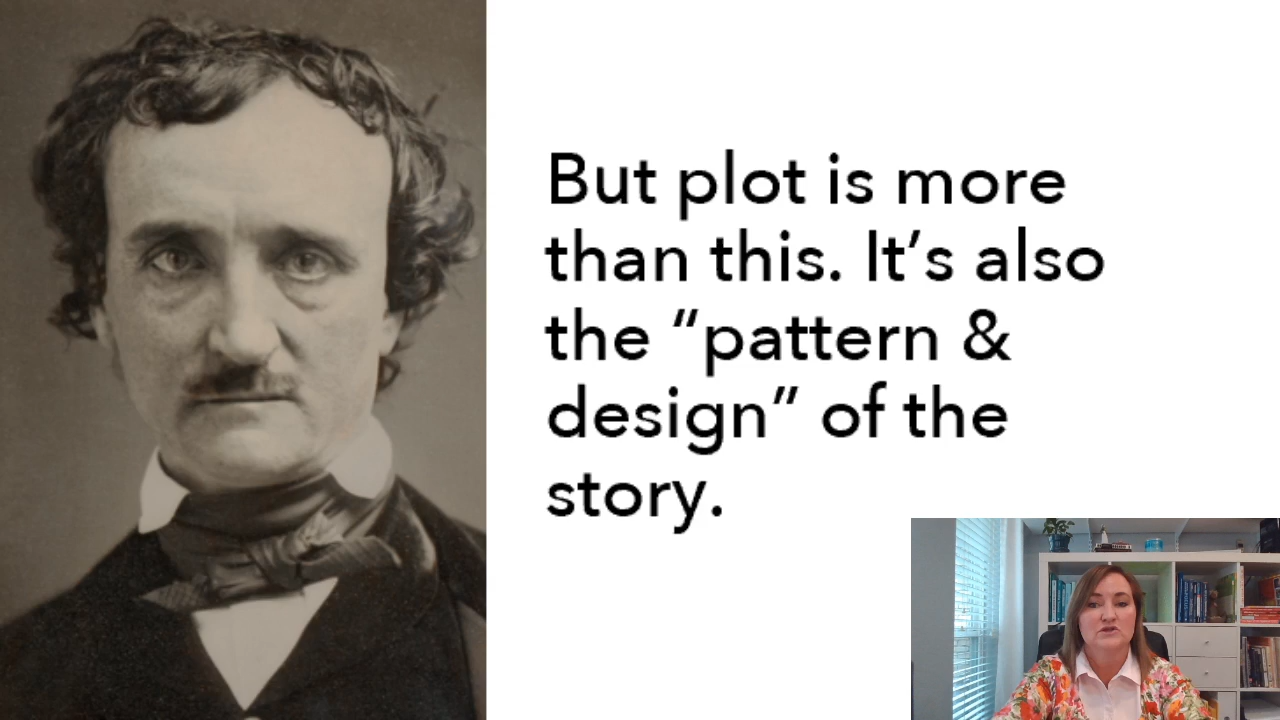 But plot is more
than this. It’s also
the “pattern &
design” of the
story.